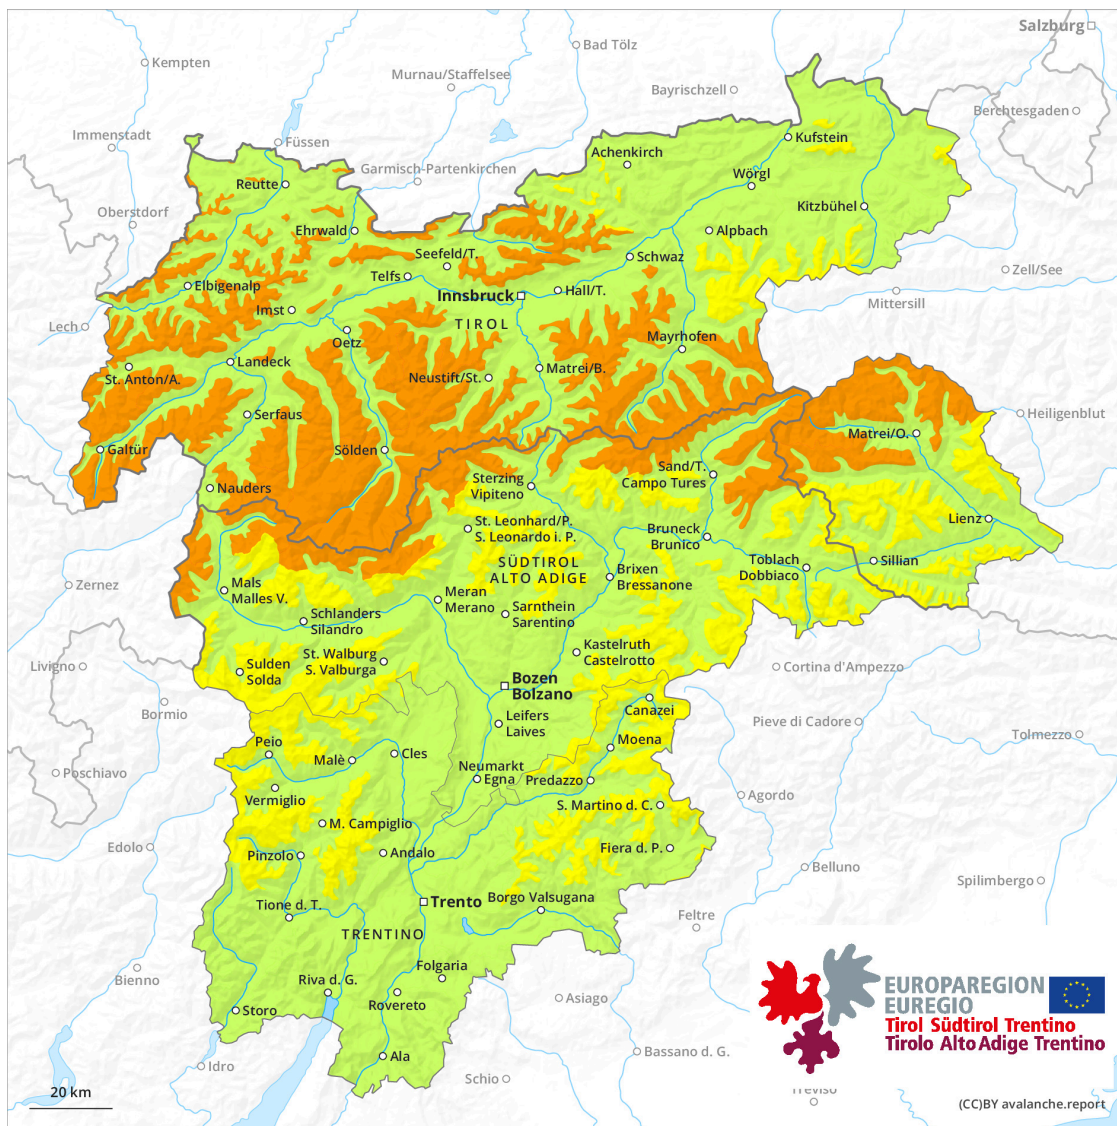 Salzburg
Bad Tölz
Kempten
Murnau/Staffelsee
Bayrischzell
Berchtesgaden
Immenstadt
Füssen
Kufstein
Achenkirch
Garmisch-Partenkirchen
Wörgl
Reutte
Kitzbühel
Oberstdorf
Ehrwald
Alpbach
Seefeld/T.
Schwaz
Zell/See
Telfs
Elbigenalp
Innsbruck
Hall/T.
Mittersill
Imst
TIROL
Lech
Oetz
Mayrhofen
Landeck
Matrei/B.
St. Anton/A.
Neustift/St.
Serfaus
Heiligenblut
Matrei/O.
Galtür
Sölden
Sand/T.
Campo Tures
Sterzing
Vipiteno
Nauders
Lienz
St. Leonhard/P.
S. Leonardo i. P.
Bruneck
Brunico
SÜDTIROL
ALTO ADIGE
Toblach
Dobbiaco
Sillian
Brixen
Bressanone
Zernez
Mals
Malles V.
Meran
Merano
Schlanders
Silandro
Sarnthein
Sarentino
Kastelruth
Castelrotto
St. Walburg
S. Valburga
Livigno
Sulden
Solda
Cortina d'Ampezzo
Bozen
Bolzano
Bormio
Canazei
Leifers
Laives
Pieve di Cadore
Tolmezzo
Peio
Moena
Cles
Malè
Poschiavo
Neumarkt
Egna
Predazzo
Vermiglio
Agordo
S. Martino d. C.
M. Campiglio
Edolo
Pinzolo
Andalo
Fiera d. P.
Belluno
Spilimbergo
Tione d. T.
Trento
Borgo Valsugana
Feltre
TRENTINO
Bienno
Folgaria
Riva d. G.
Rovereto
Asiago
Storo
EUROPAREGION
EUREGIO
Tirol Südtirol Trentino
Tirolo Alto Adige Trentino
Ala
Bassano d. G.
Idro
Schio
Treviso
20 km
(CC)BY avalanche.report